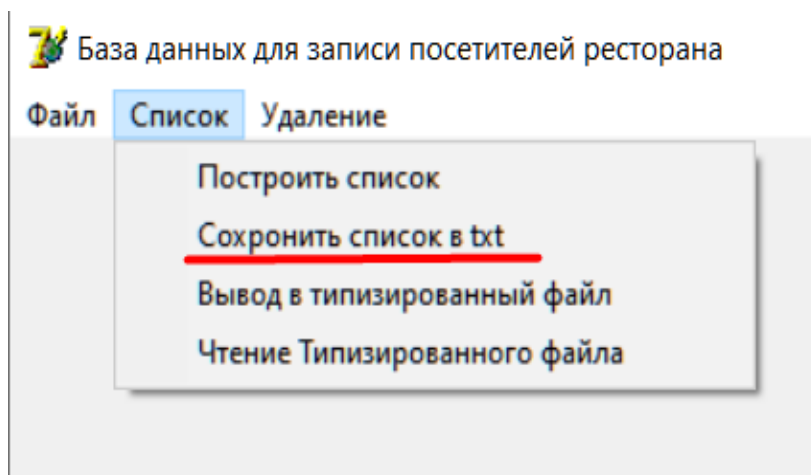 База данных для записи посетителей ресторана
Файл Список Удаление
Построить список
Сохронить список в txt
Вывод в типизированный файл
Чтение Типизированного файла